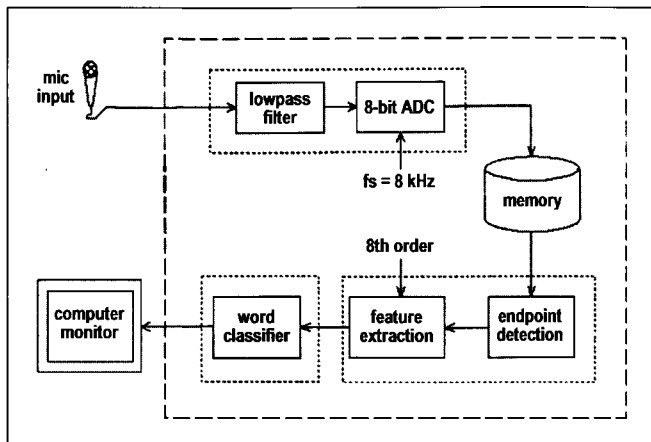 mic
input
lowpass
filter
8-bit ADC
fs = 8 kHz
memory
8th order
computer
monitor
word
classifier
feature
extraction
endpoint
detection